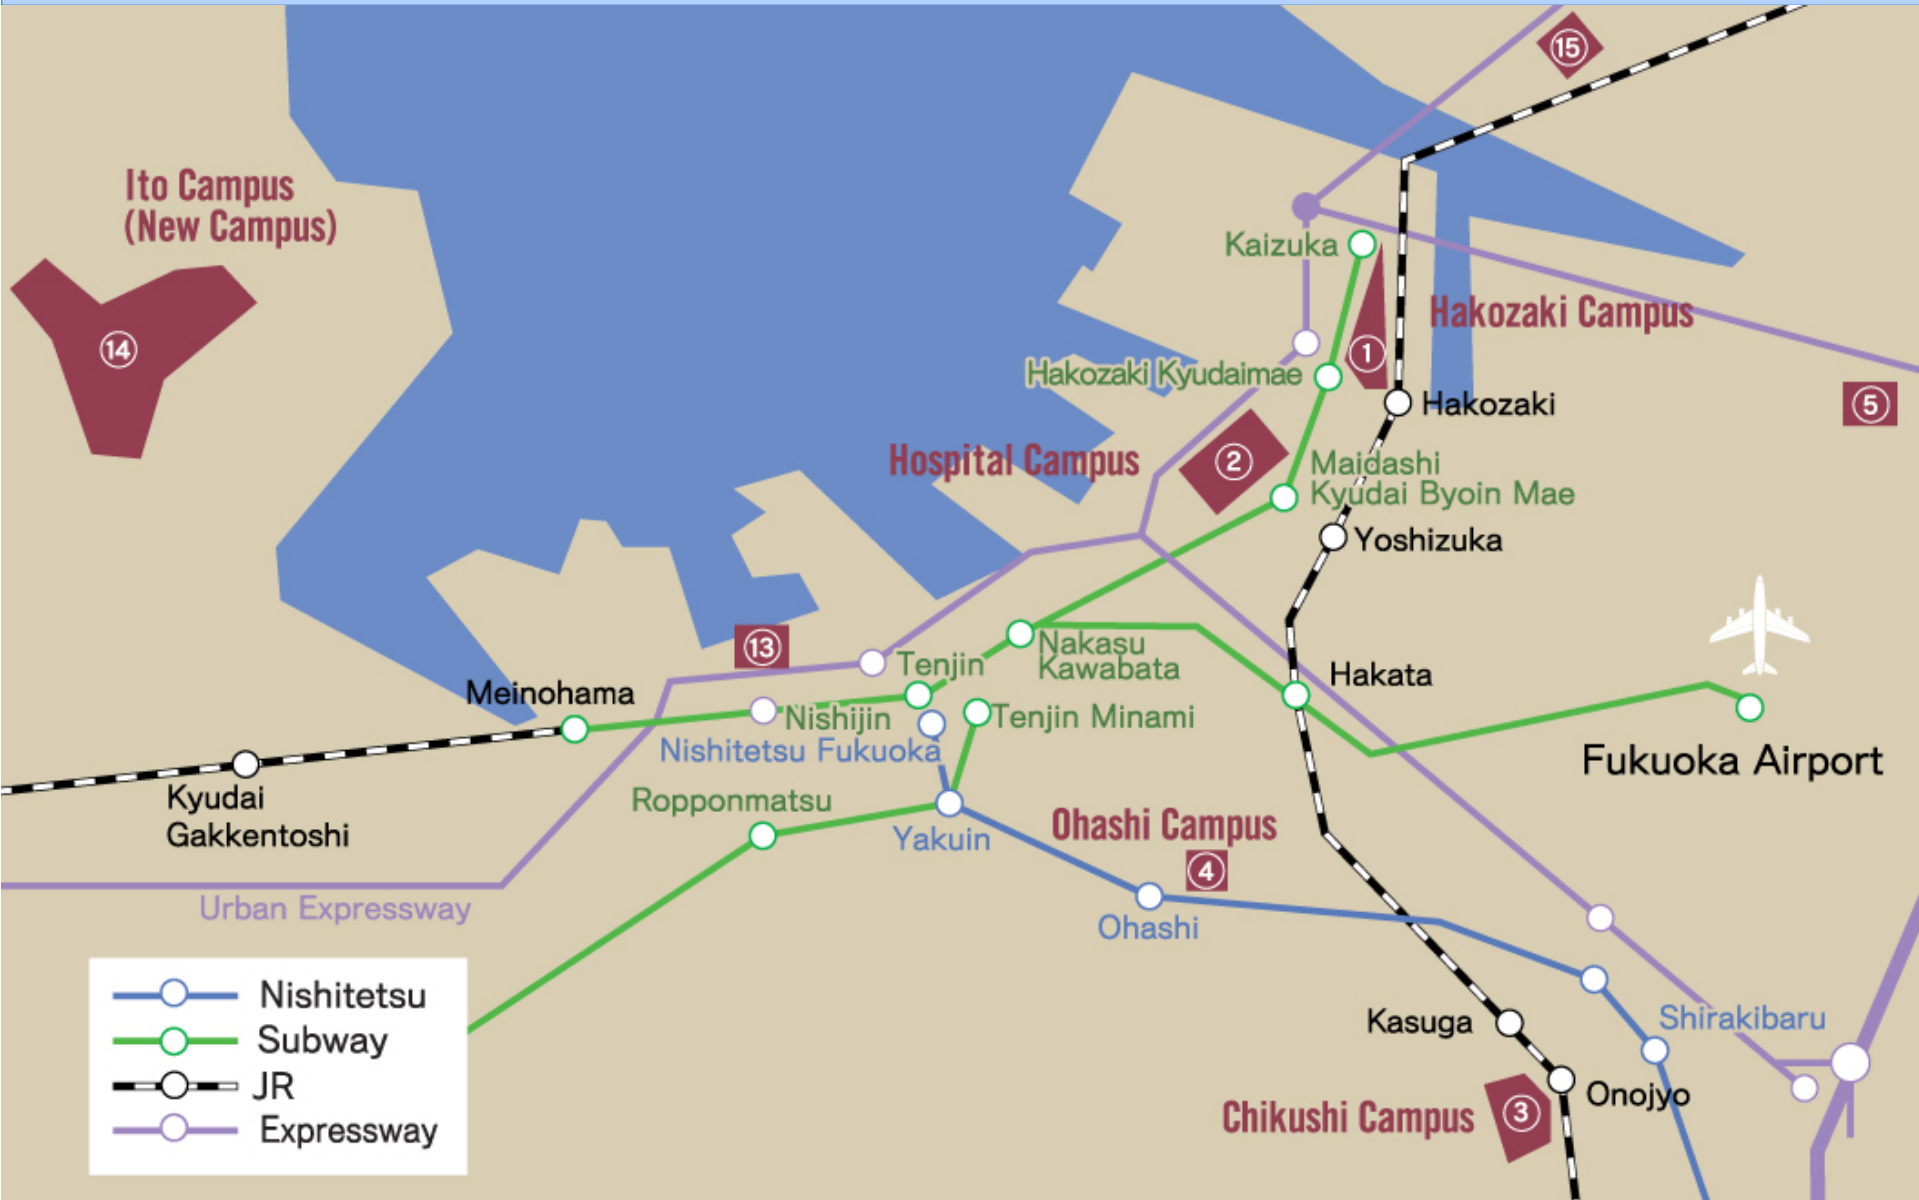 ⑮
Ito Campus
(New Campus)
Kaizuka
Hakozaki Campus
⑭
①
Hakozaki Kyudaimae
Hakozaki
⑤
Hospital Campus
②
Maidashi
Kyudai Byoin Mae
Yoshizuka
⑬
Nakasu
Kawabata
Tenjin
Hakata
Meinohama
Nishijin
Tenjin Minami
Nishitetsu Fukuoka
Fukuoka Airport
Kyudai
Gakkentoshi
Ropponmatsu
Yakuin
Ohashi Campus
④
Urban Expressway
Ohashi
Nishitetsu
Subway
JR
Expressway
Kasuga
Shirakibaru
Onojyo
Chikushi Campus
③